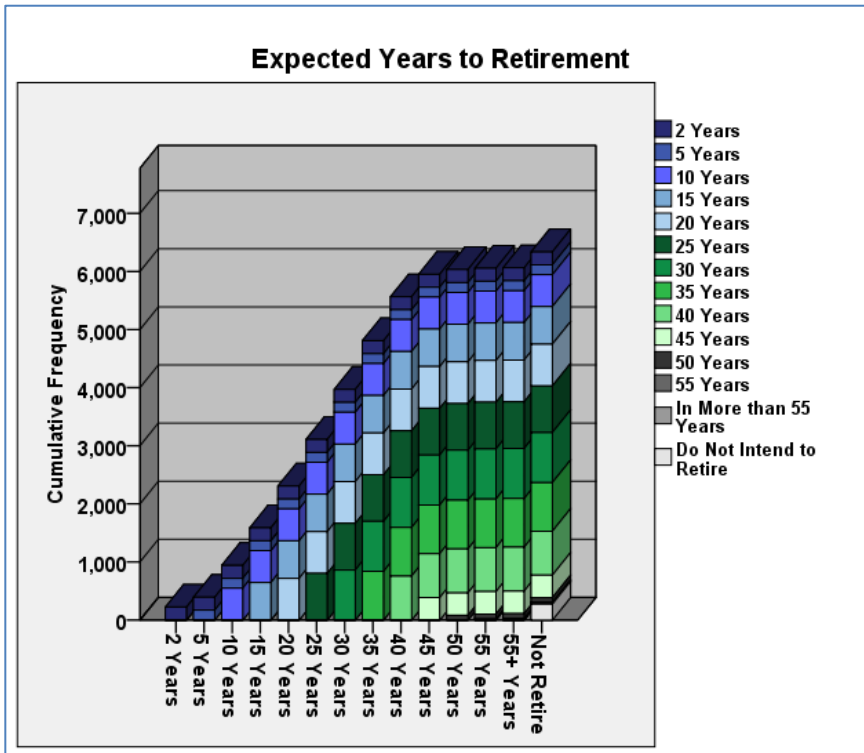 Expected Years to Retirement
Cumulative Frequency
7,000
6,000
5,000
4,000
3,000
2,000
1,000
0
2 Years
5 Years
10 Years
15 Years
20 Years
25 Years
30 Years
35 Years
40 Years
45 Years
50 Years
55 Years
55+ Years
Not Retire
2 Years
5 Years
10 Years
15 Years
20 Years
25 Years
30 Years
35 Years
40 Years
45 Years
50 Years
55 Years
In More than 55
Years
Do Not Intend to
Retire